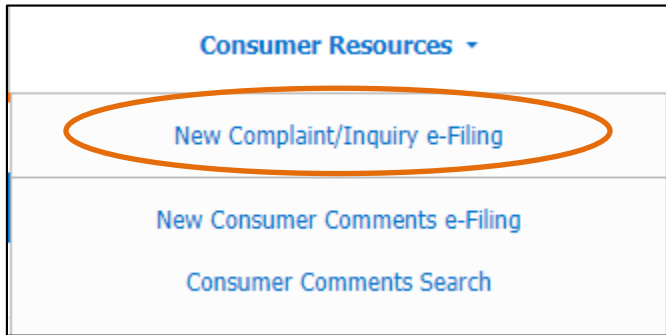 Consumer Resources
New Complaint/Inquiry e-Filing
New Consumer Comments e-Filing
Consumer Comments Search